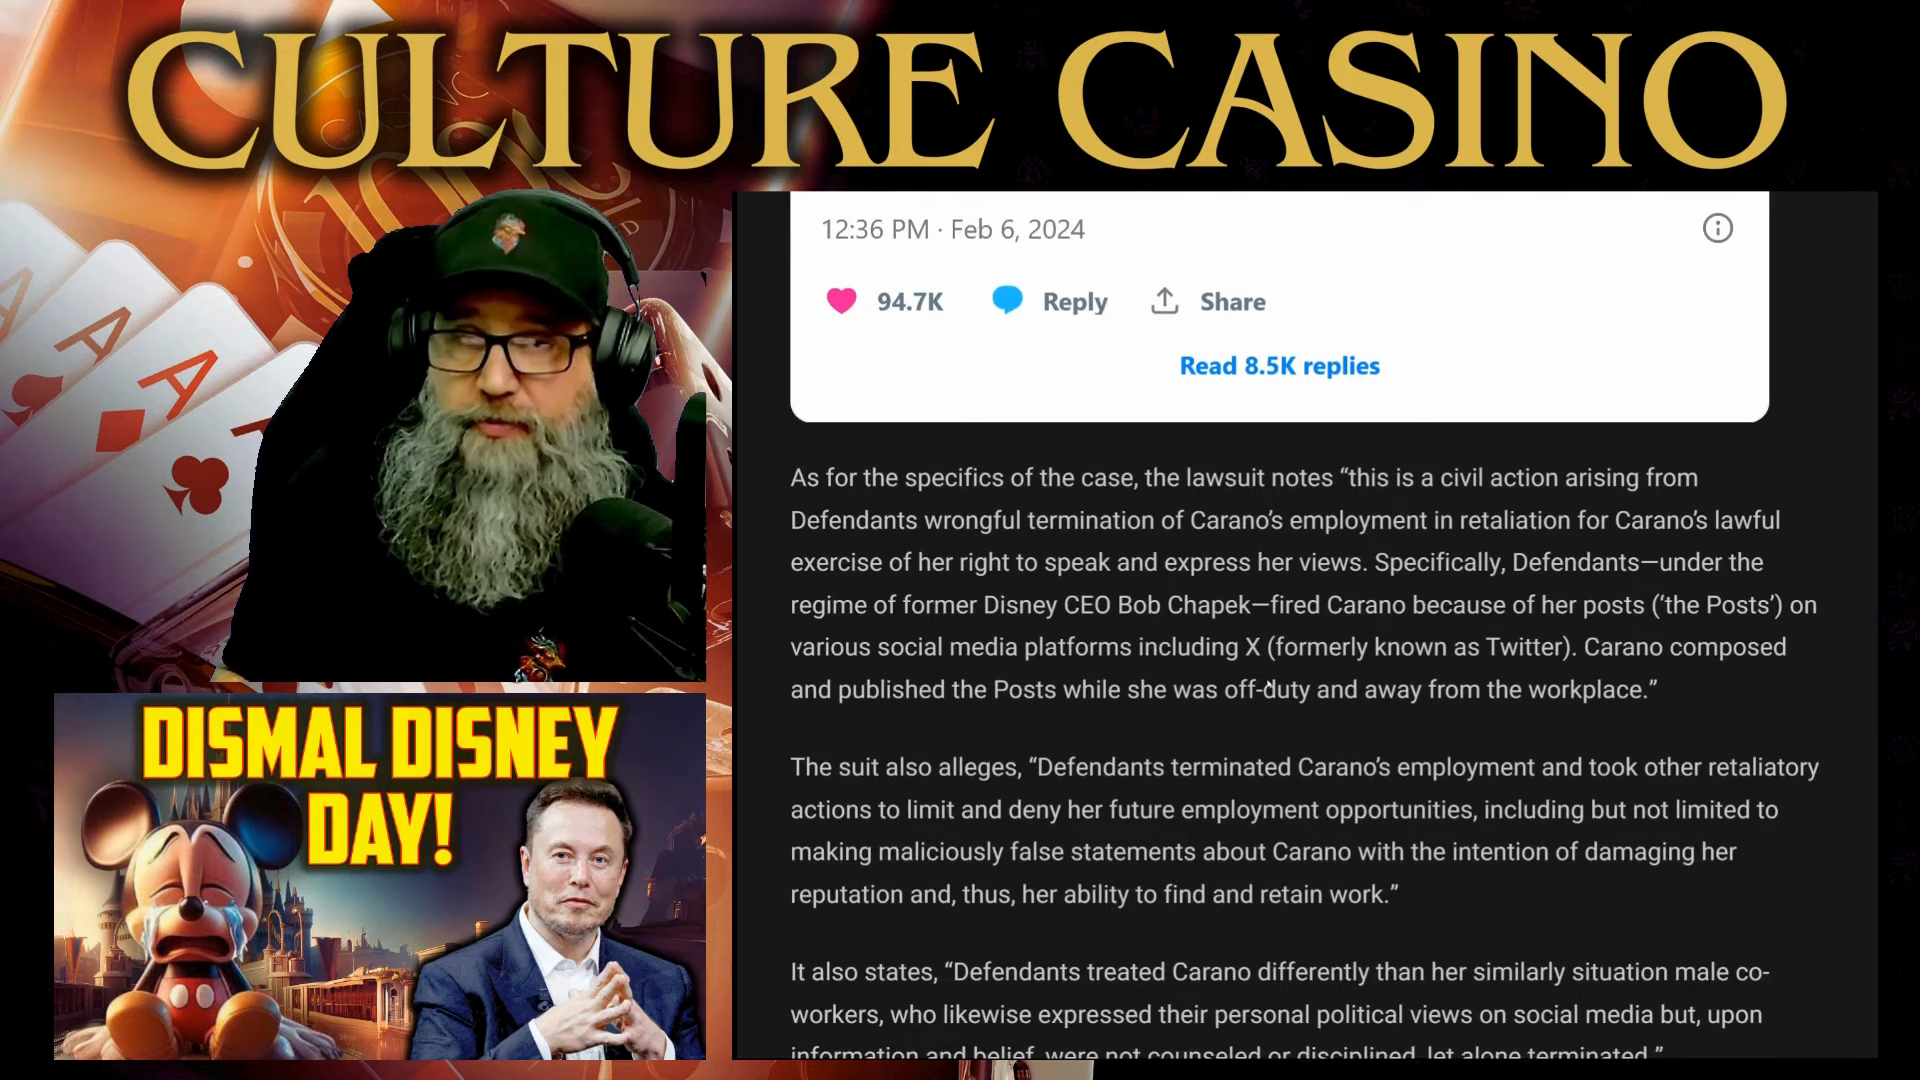 CULTURE CASINO
12:36 PM · Feb 6, 2024
94.7K Reply Share
Read 8.5K replies
As for the specifics of the case, the lawsuit notes “this is a civil action arising from
Defendants wrongful termination of Carano’s employment in retaliation for Carano’s lawful
exercise of her right to speak and express her views. Specifically, Defendants—under the
regime of former Disney CEO Bob Chapek—fired Carano because of her posts (‘the Posts’) on
various social media platforms including X (formerly known as Twitter). Carano composed
and published the Posts while she was off-duty and away from the workplace.”
The suit also alleges, “Defendants terminated Carano’s employment and took other retaliatory
actions to limit and deny her future employment opportunities, including but not limited to
making maliciously false statements about Carano with the intention of damaging her
reputation and, thus, her ability to find and retain work.”
It also states, “Defendants treated Carano differently than her similarly situation male co-
workers, who likewise expressed their personal political views on social media but, upon
information and belief, were not counseled or disciplined, let alone terminated.”
DISMAL DISNEY
DAY!
A
A
A
CASINO
100